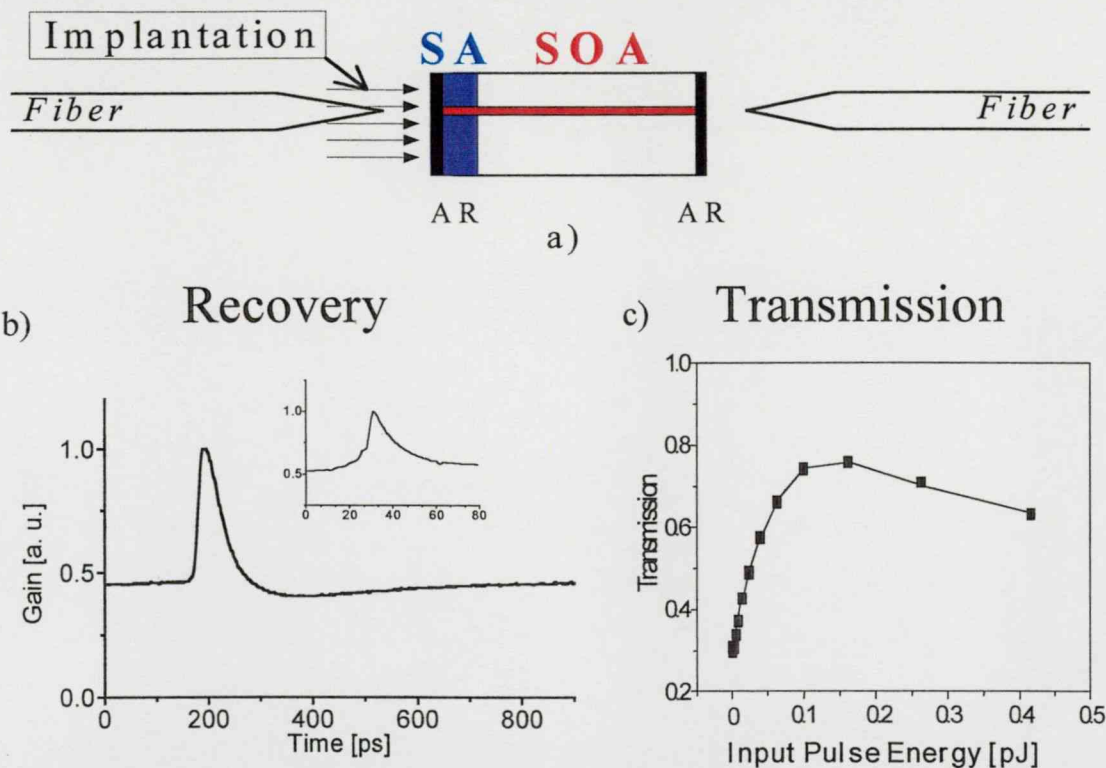 Implantation
SA SOA
Fiber
Fiber
AR AR
a)
b) Recovery
1.0
0.5
0 20 40 60 80
1.0
0.5
0.0
Gain [a. u.]
0 200 400 600 800
Time [ps]
c) Transmission
1.0
0.8
0.6
0.4
0.2
Transmission
0 0.1 0.2 0.3 0.4 0.5
Input Pulse Energy [pJ]